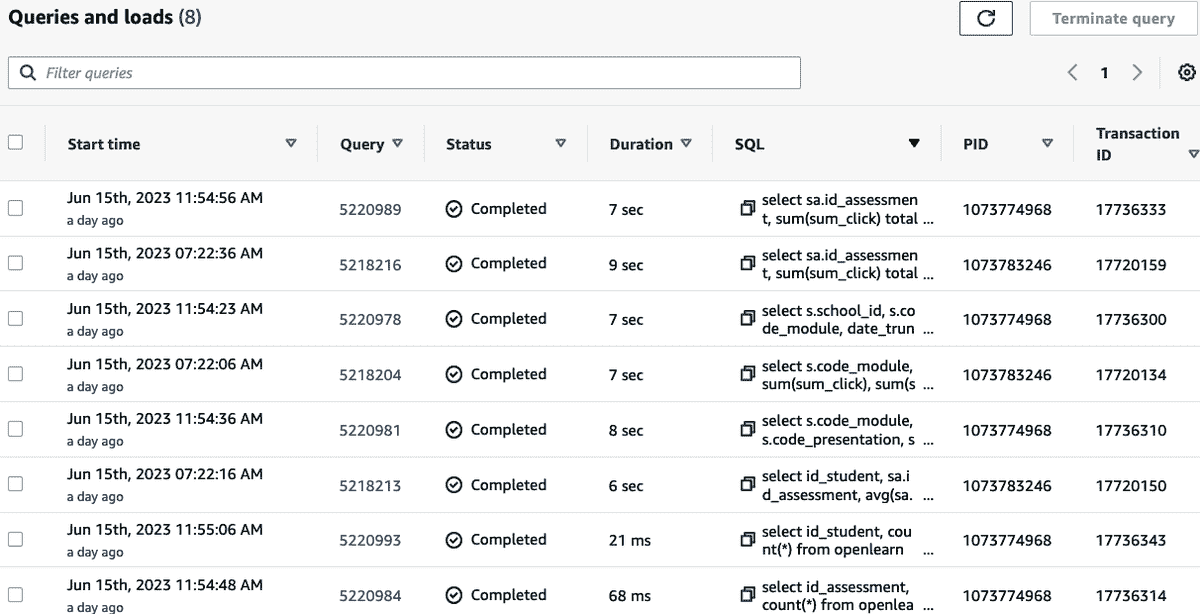 Queries and loads (8)
Terminate query
Filter queries
1
Start time Query Status Duration SQL PID Transaction ID
Jun 15th, 2023 11:54:56 AM
a day ago
5220989 Completed 7 sec
select sa.id_assessmen
t, sum(sum_click) total ...
1073774968 17736333
Jun 15th, 2023 07:22:36 AM
a day ago
5218216 Completed 9 sec
select sa.id_assessmen
t, sum(sum_click) total ...
1073783246 17720159
Jun 15th, 2023 11:54:23 AM
a day ago
5220978 Completed 7 sec
select s.school_id, s.co
de_module, date_trun ...
1073774968 17736300
Jun 15th, 2023 07:22:06 AM
a day ago
5218204 Completed 7 sec
select s.code_module,
sum(sum_click), sum(s ...
1073783246 17720134
Jun 15th, 2023 11:54:36 AM
a day ago
5220981 Completed 8 sec
select s.code_module,
s.code_presentation, s ...
1073774968 17736310
Jun 15th, 2023 07:22:16 AM
a day ago
5218213 Completed 6 sec
select id_student, sa.i
d_assessment, avg(sa. ...
1073783246 17720150
Jun 15th, 2023 11:55:06 AM
a day ago
5220993 Completed 21 ms
select id_student, cou
nt(*) from openlearn ...
1073774968 17736343
Jun 15th, 2023 11:54:48 AM
a day ago
5220984 Completed 68 ms
select id_assessment,
count(*) from openlea ...
1073774968 17736314